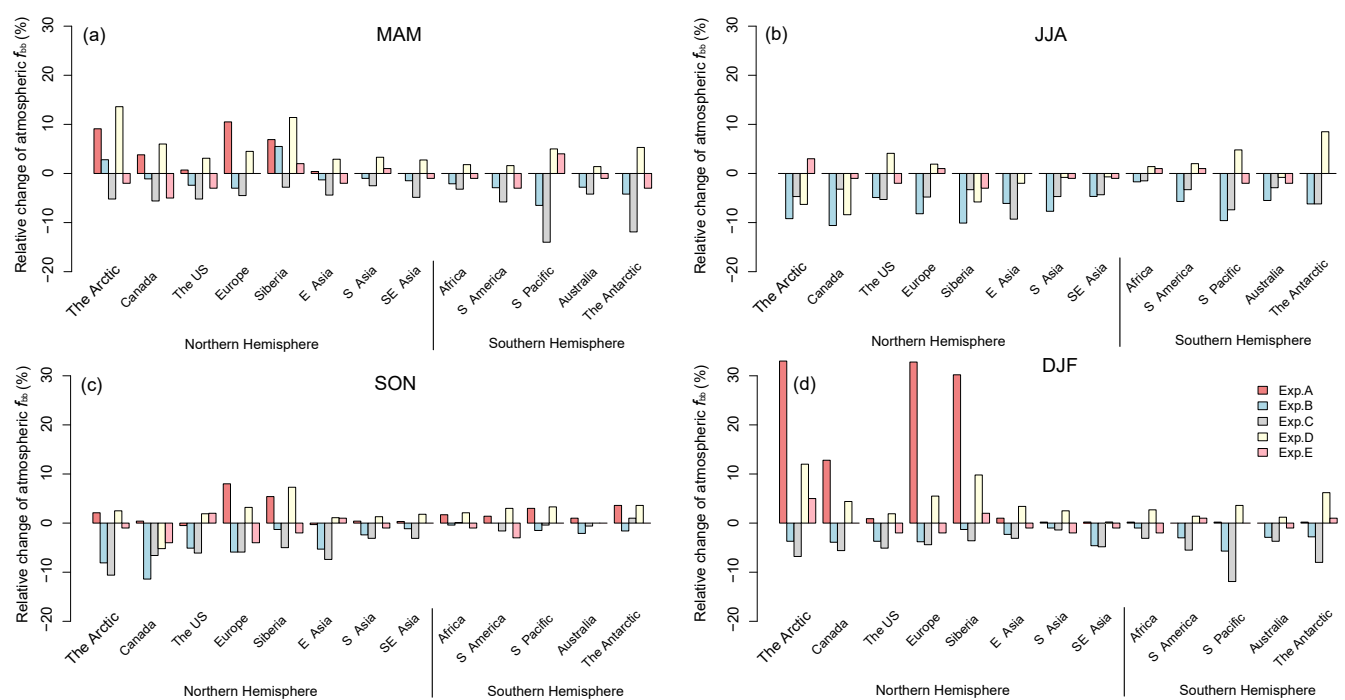 (a)
MAM
Relative change of atmospheric fbb (%)
30
20
10
0
−10
−20
The Arctic
Canada
The US
Europe
Siberia
E Asia
S Asia
SE Asia
Africa
S America
S Pacific
Australia
The Antarctic
Northern Hemisphere
Southern Hemisphere
(b)
JJA
Relative change of atmospheric fbb (%)
30
20
10
0
−10
−20
The Arctic
Canada
The US
Europe
Siberia
E Asia
S Asia
SE Asia
Africa
S America
S Pacific
Australia
The Antarctic
Northern Hemisphere
Southern Hemisphere
(c)
SON
Relative change of atmospheric fbb (%)
30
20
10
0
−10
−20
The Arctic
Canada
The US
Europe
Siberia
E Asia
S Asia
SE Asia
Africa
S America
S Pacific
Australia
The Antarctic
Northern Hemisphere
Southern Hemisphere
(d)
DJF
Relative change of atmospheric fbb (%)
30
20
10
0
−10
−20
Exp.A
Exp.B
Exp.C
Exp.D
Exp.E
The Arctic
Canada
The US
Europe
Siberia
E Asia
S Asia
SE Asia
Africa
S America
S Pacific
Australia
The Antarctic
Northern Hemisphere
Southern Hemisphere